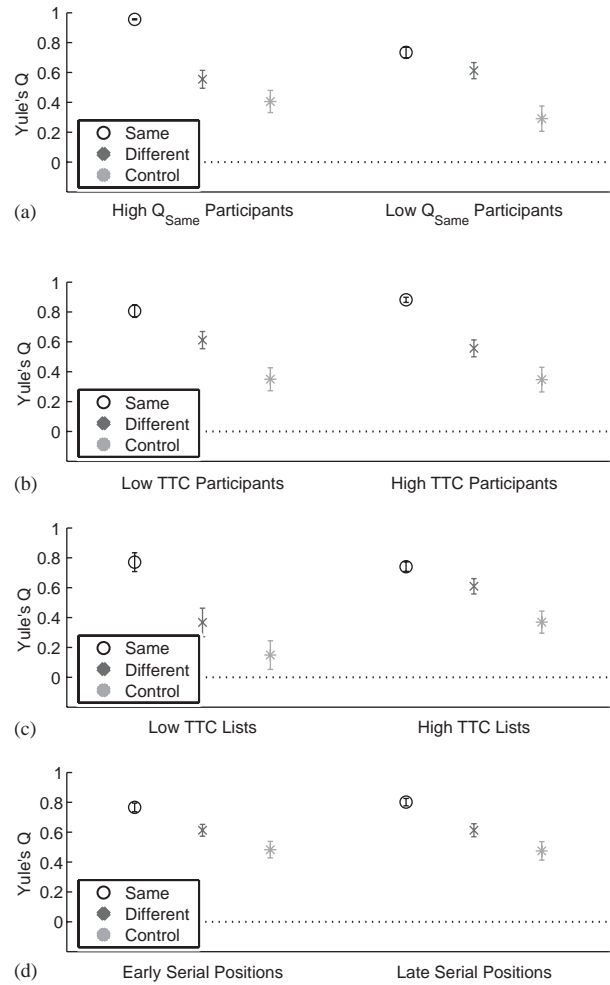 1
0.8
0.6
0.4
0.2
0
Yule's Q
Same
Different
Control
(a)
High Q_Same Participants
Low Q_Same Participants
1
0.8
0.6
0.4
0.2
0
Yule's Q
Same
Different
Control
(b)
Low TTC Participants
High TTC Participants
1
0.8
0.6
0.4
0.2
0
Yule's Q
Same
Different
Control
(c)
Low TTC Lists
High TTC Lists
1
0.8
0.6
0.4
0.2
0
Yule's Q
Same
Different
Control
(d)
Early Serial Positions
Late Serial Positions